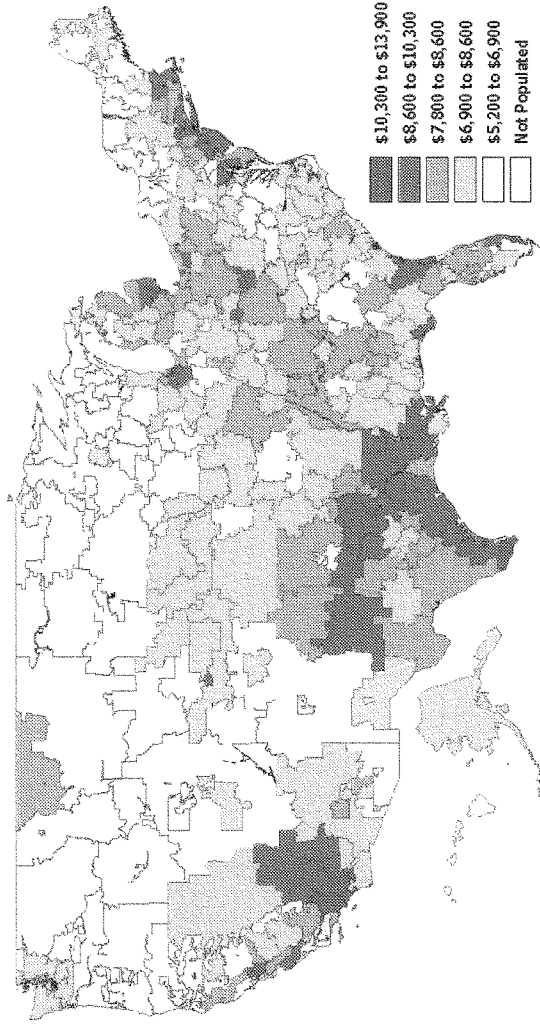 $10,300 to $13,900
$8,600 to $10,300
$7,800 to $8,600
$6,900 to $8,600
$5,200 to $6,900
Not Populated